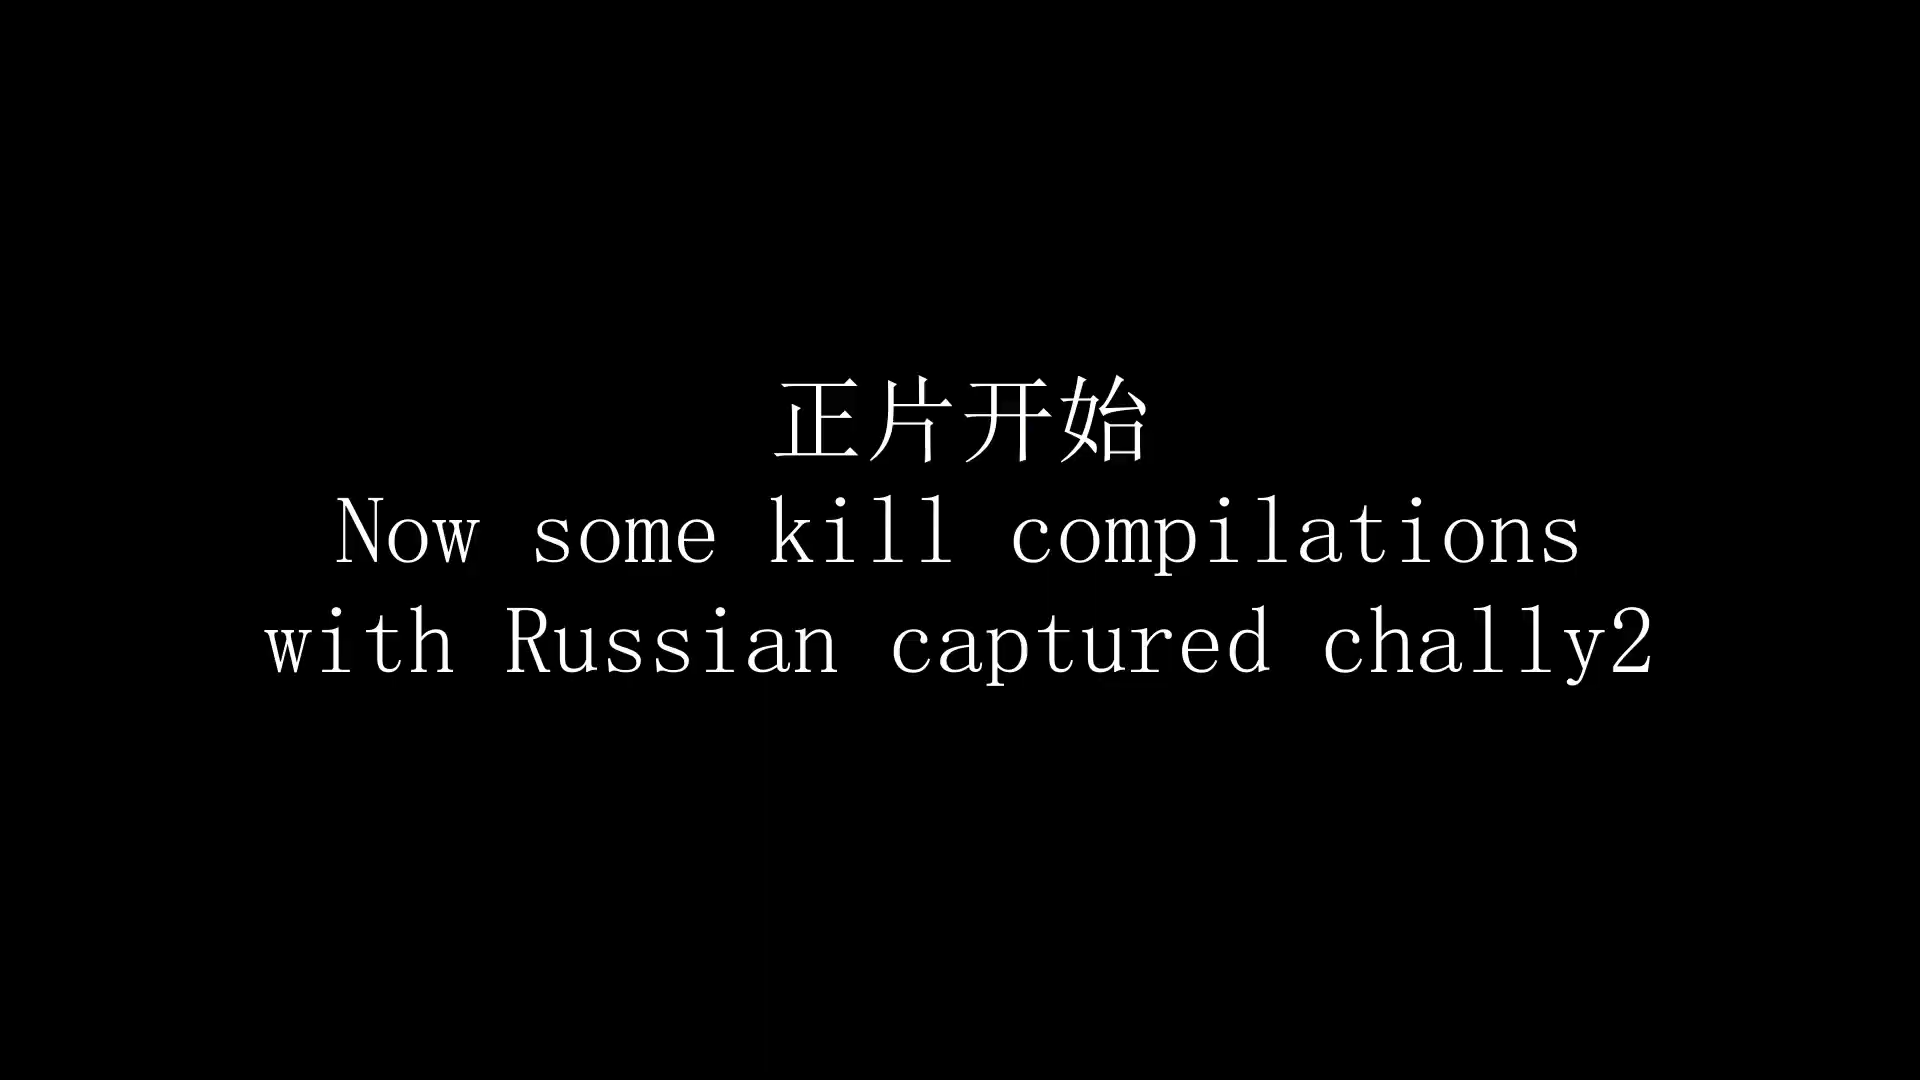 正片开始
Now some kill compilations
with Russian captured chally2